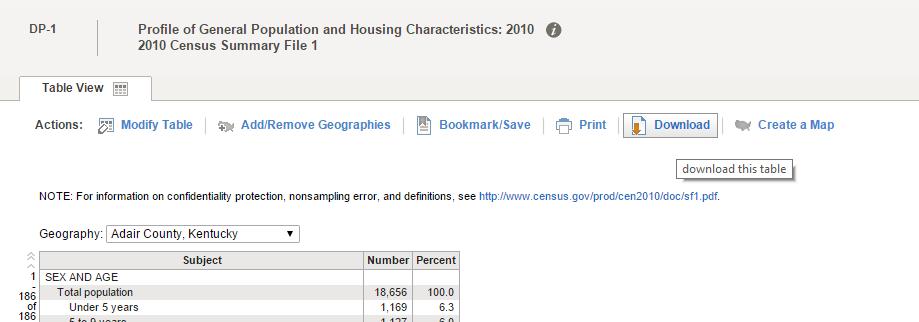 DP-1
Profile of General Population and Housing Characteristics: 2010
2010 Census Summary File 1
Table View
Actions: Modify Table Add/Remove Geographies Bookmark/Save Print Download Create a Map
download this table
NOTE: For information on confidentiality protection, nonsampling error, and definitions, see http://www.census.gov/prod/cen2010/doc/sf1.pdf.
Geography: Adair County, Kentucky
Subject Number Percent
1 SEX AND AGE
- Total population 18,656 100.0
186
of Under 5 years 1,169 6.3
186 5 to 9 years 1,127 6.0